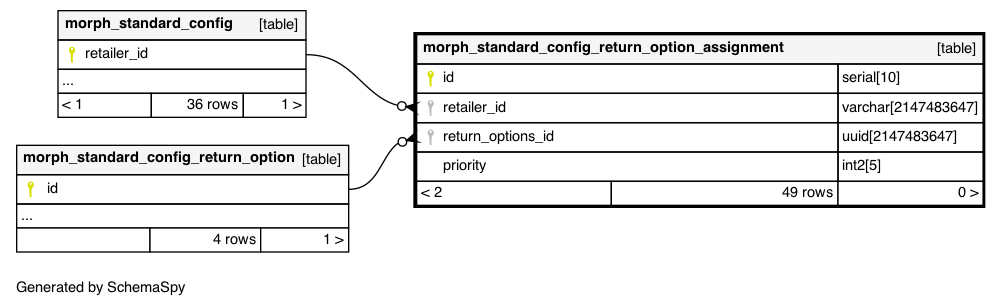 morph_standard_config [table]
retailer_id
...
< 1 36 rows 1 >
morph_standard_config_return_option [table]
id
...
4 rows 1 >
morph_standard_config_return_option_assignment [table]
id serial[10]
retailer_id varchar[2147483647]
return_options_id uuid[2147483647]
priority int2[5]
< 2 49 rows 0 >
Generated by SchemaSpy